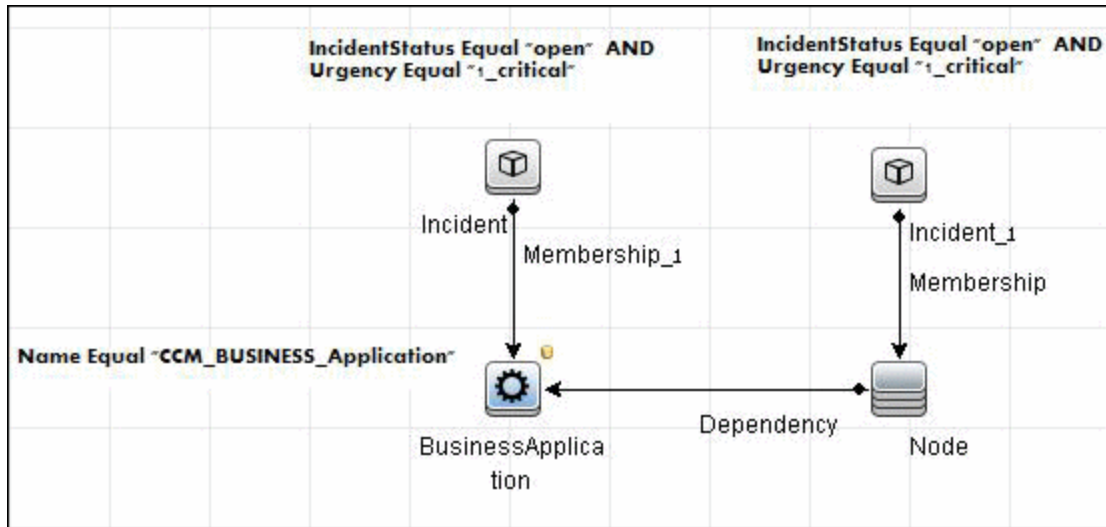 IncidentStatus Equal "open" AND
Urgency Equal "1_critical"
IncidentStatus Equal "open" AND
Urgency Equal "1_critical"
Incident
Membership_1
Incident_1
Membership
Name Equal "CCM_BUSINESS_Application"
Dependency
BusinessApplica
tion
Node